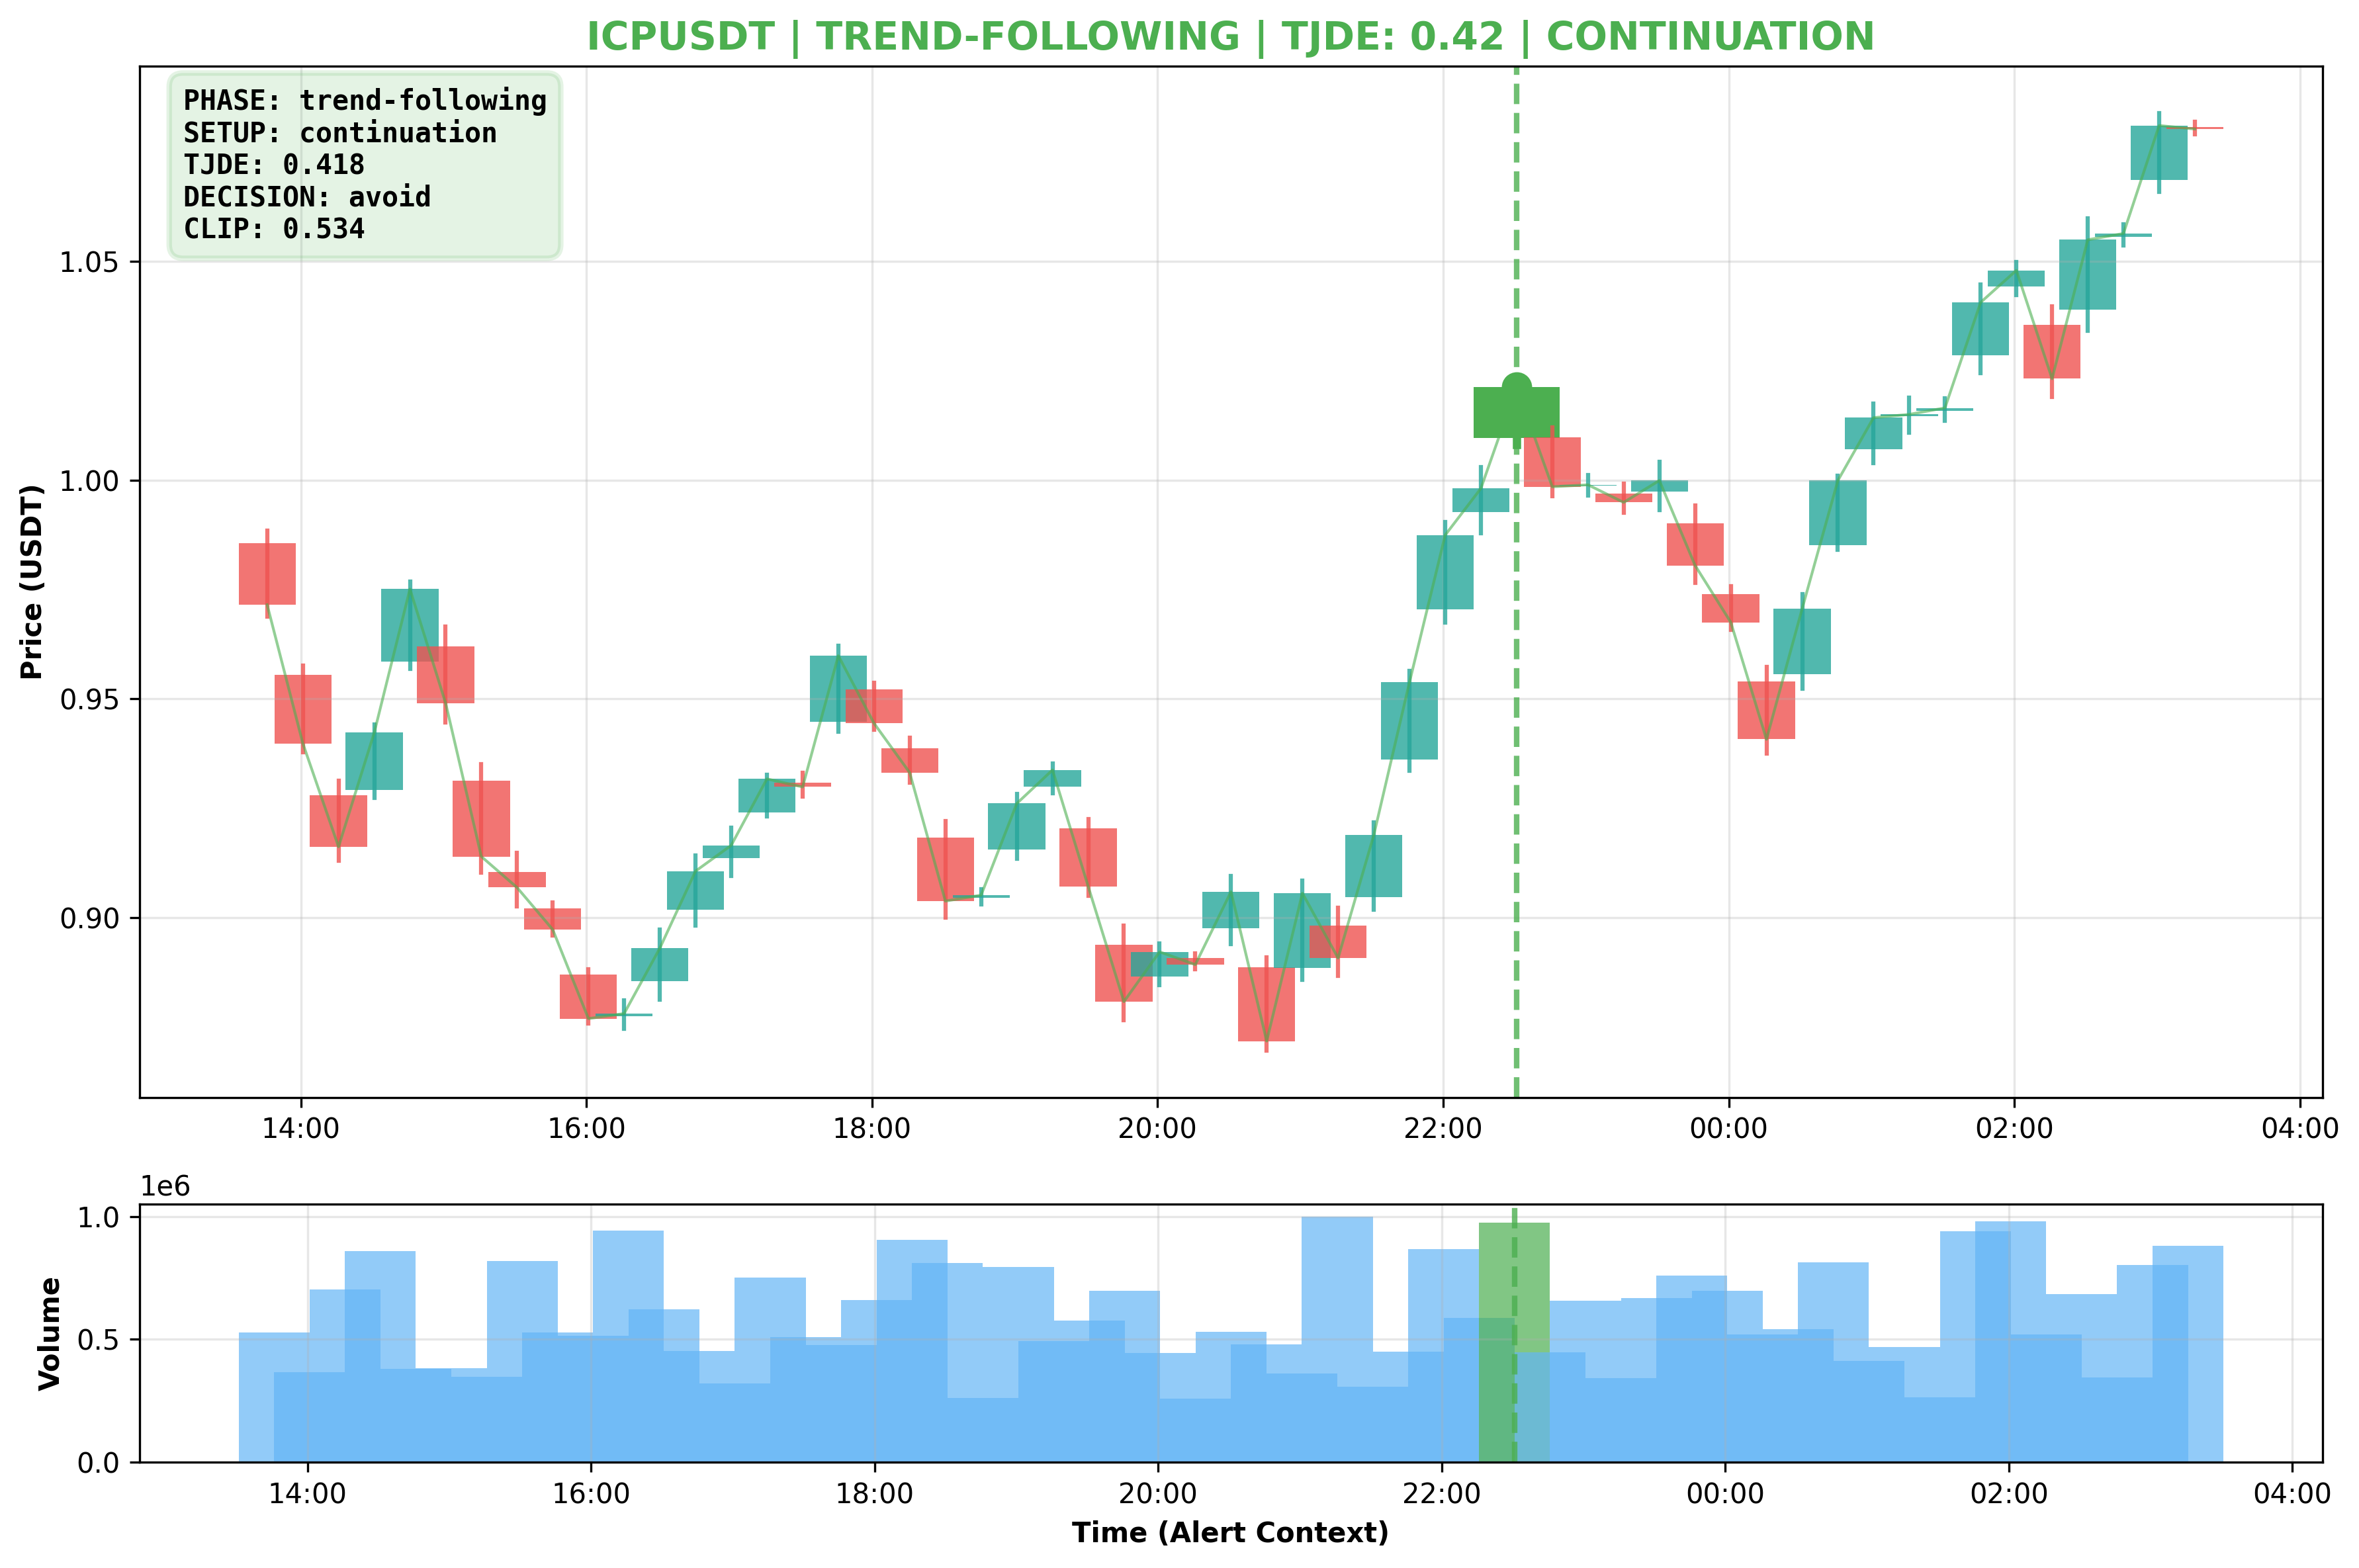 ICPUSDT | TREND-FOLLOWING | TJDE: 0.42 | CONTINUATION
PHASE: trend-following
SETUP: continuation
TJDE: 0.418
DECISION: avoid
CLIP: 0.534
Price (USDT)
1.05
1.00
0.95
0.90
14:00 16:00 18:00 20:00 22:00 00:00 02:00 04:00
1e6
Volume
1.0
0.5
0.0
14:00 16:00 18:00 20:00 22:00 00:00 02:00 04:00
Time (Alert Context)